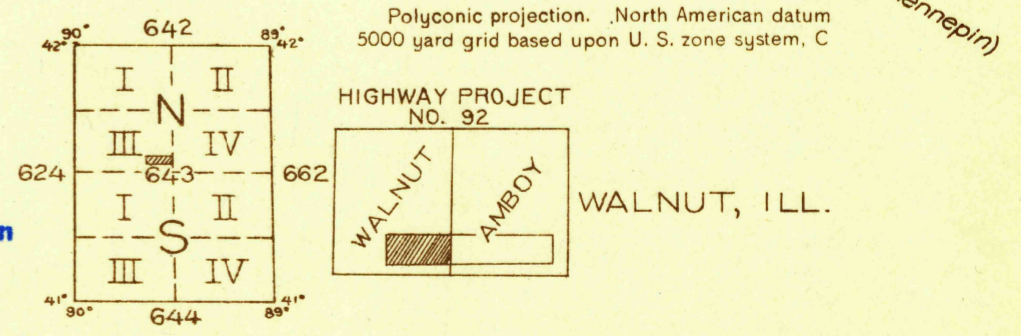 Polyconic projection. North American datum
5000 yard grid based upon U. S. zone system, C
ennepin)
90° 642 89°
42° 42°
I II
N
III IV
624 643 662
I II
S
III IV
41° 41°
90° 644 89°
n
HIGHWAY PROJECT
NO. 92
WALNUT
AMBOY
WALNUT, ILL.